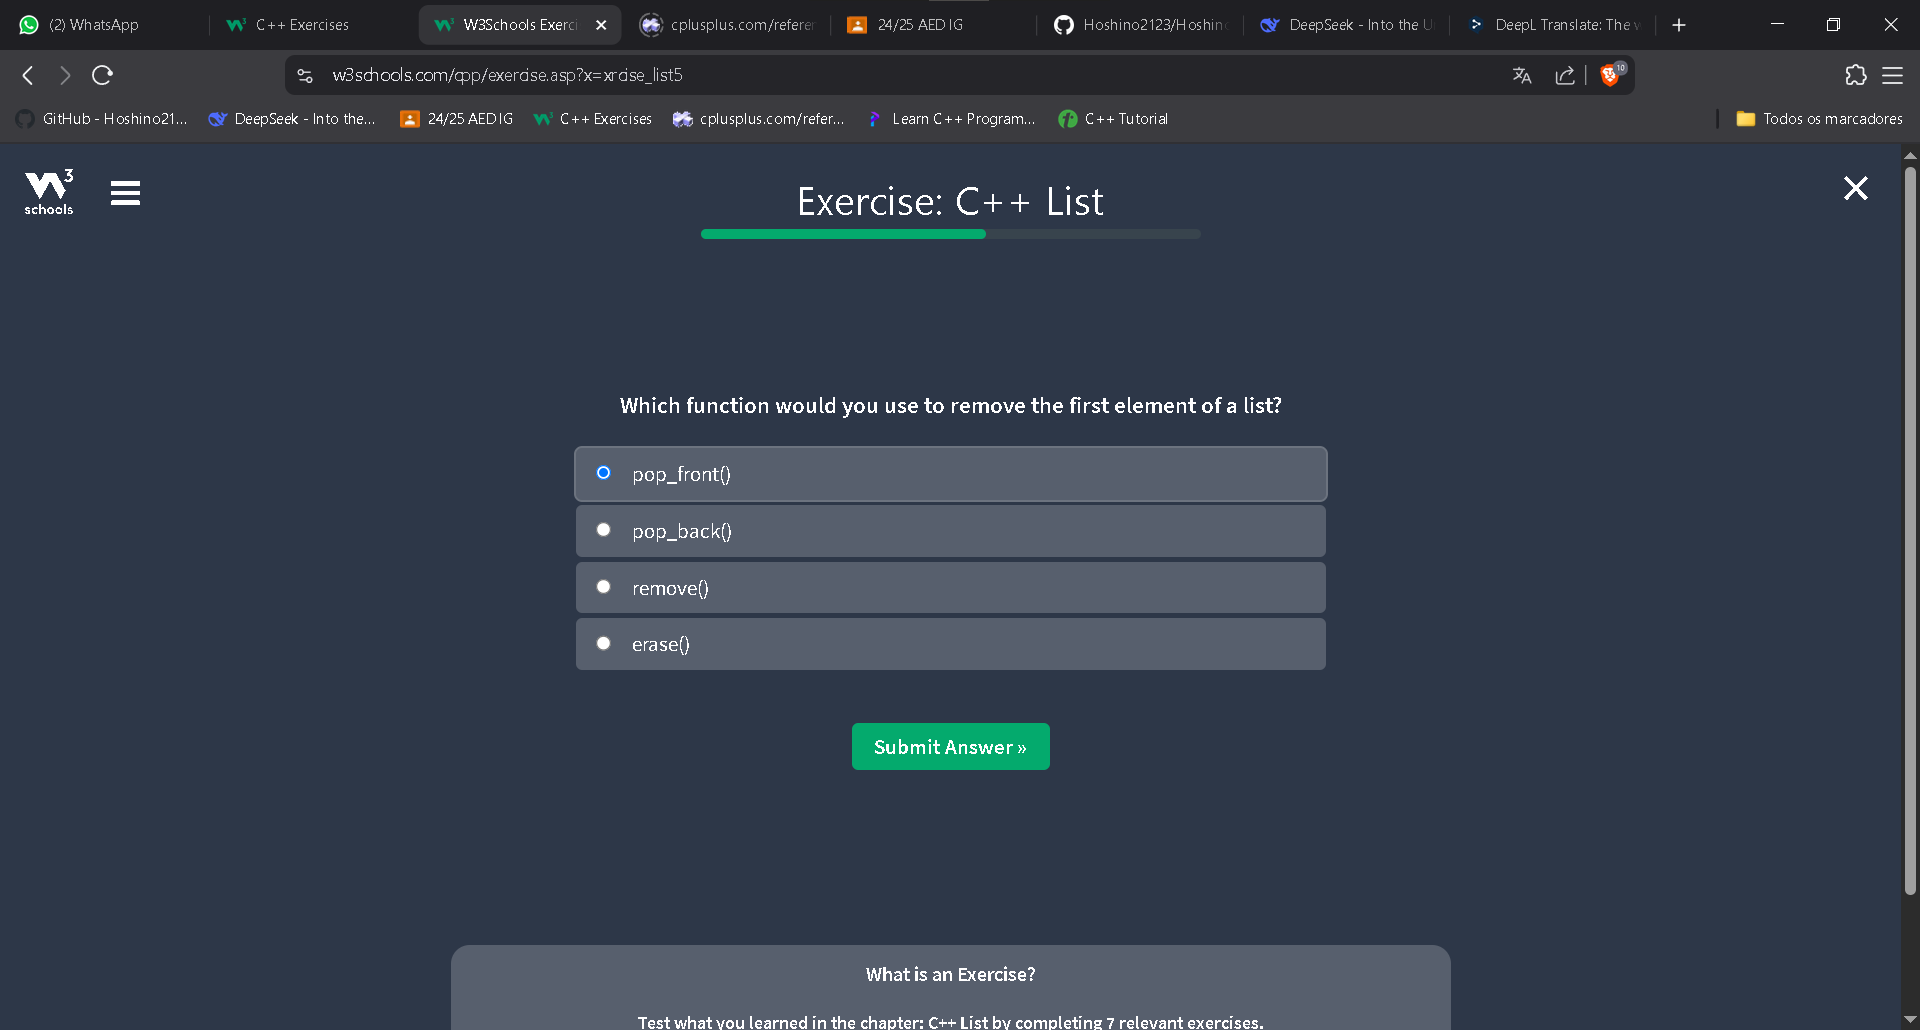 (2) WhatsApp
C++ Exercises
W3Schools Exerci
cplusplus.com/referen
24/25 AED IG
Hoshino2123/Hoshino
DeepSeek - Into the U
DeepL Translate: The w
w3schools.com/cpp/exercise.asp?x=xrcise_list5
10
GitHub - Hoshino21...
DeepSeek - Into the...
24/25 AED IG
C++ Exercises
cplusplus.com/refer...
Learn C++ Program...
C++ Tutorial
Todos os marcadores
W3
schools
Exercise: C++ List
Which function would you use to remove the first element of a list?
pop_front()
pop_back()
remove()
erase()
Submit Answer »
What is an Exercise?
Test what you learned in the chapter: C++ List by completing 7 relevant exercises.